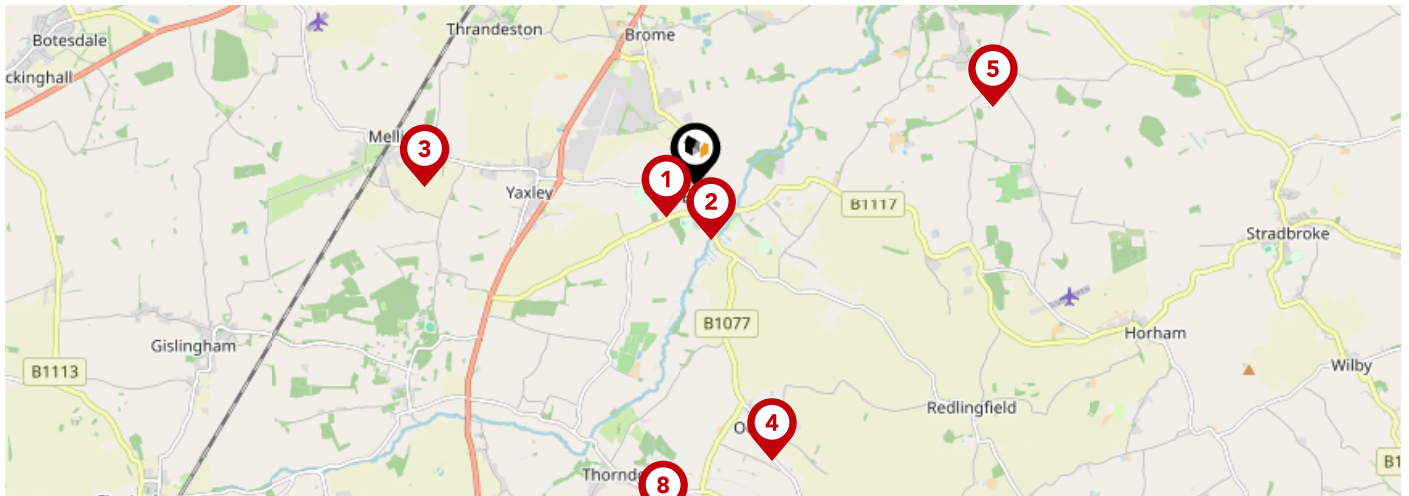 Botesdale
Thrandeston
Brome
ckinghall
5
Melli
3
1
Yaxley
2
B1117
Stradbroke
B1077
Horham
Gislingham
B1113
Wilby
Redlingfield
4
O
Thornd
8
B1